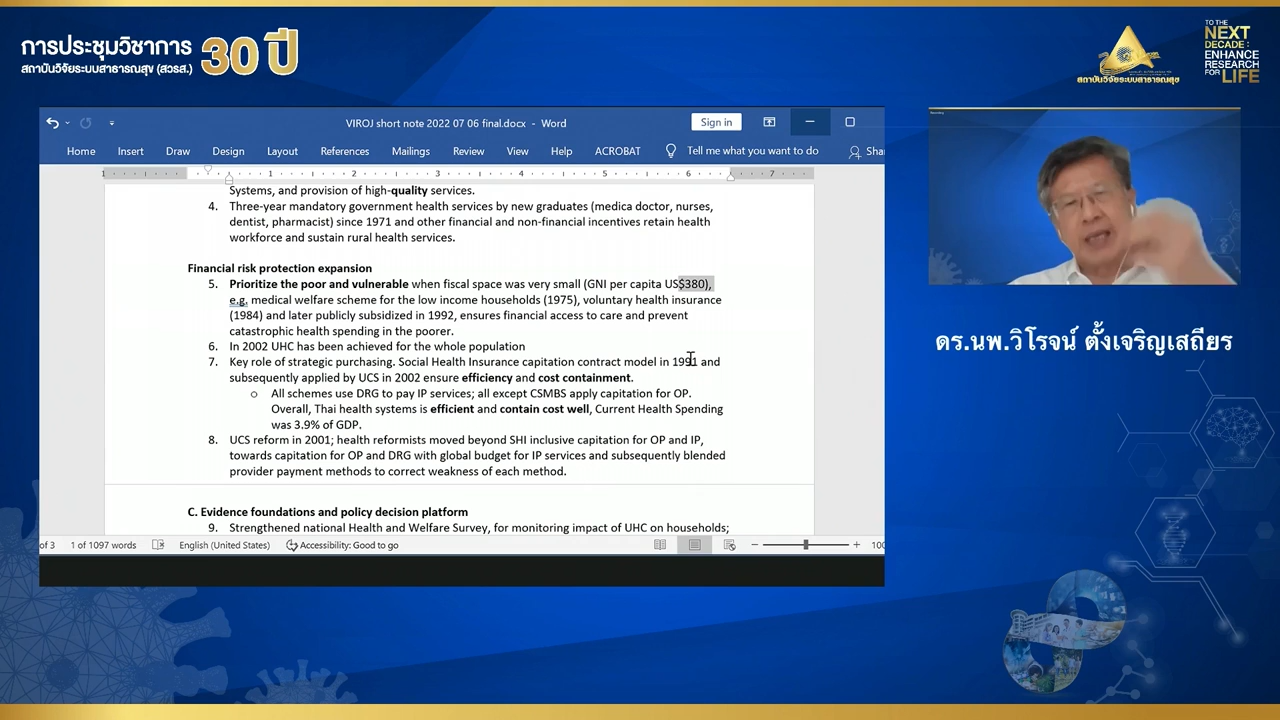 การประชุมวิชาการ
สถาบันวิจัยระบบสาธารณสุข (สวรส.)
30 ปี
สถาบันวิจัยระบบสาธารณสุข
TO THE
NEXT
DECADE :
ENHANCE
RESEARCH
FOR LIFE
VIROJ short note 2022 07 06 final.docx - Word
Sign in
Home Insert Draw Design Layout References Mailings Review View Help ACROBAT Tell me what you want to do Shar
1 1 2 3 4 5 6 7
Systems, and provision of high-quality services.
4. Three-year mandatory government health services by new graduates (medica doctor, nurses,
dentist, pharmacist) since 1971 and other financial and non-financial incentives retain health
workforce and sustain rural health services.
Financial risk protection expansion
5. Prioritize the poor and vulnerable when fiscal space was very small (GNI per capita US$380),
e.g. medical welfare scheme for the low income households (1975), voluntary health insurance
(1984) and later publicly subsidized in 1992, ensures financial access to care and prevent
catastrophic health spending in the poorer.
6. In 2002 UHC has been achieved for the whole population
7. Key role of strategic purchasing. Social Health Insurance capitation contract model in 1991 and
subsequently applied by UCS in 2002 ensure efficiency and cost containment.
o All schemes use DRG to pay IP services; all except CSMBS apply capitation for OP.
Overall, Thai health systems is efficient and contain cost well, Current Health Spending
was 3.9% of GDP.
8. UCS reform in 2001; health reformists moved beyond SHI inclusive capitation for OP and IP,
towards capitation for OP and DRG with global budget for IP services and subsequently blended
provider payment methods to correct weakness of each method.
C. Evidence foundations and policy decision platform
9. Strengthened national Health and Welfare Survey, for monitoring impact of UHC on households;
of 3 1 of 1097 words English (United States) Accessibility: Good to go 100
ดร.นพ.วิโรจน์ ตั้งเจริญเสถียร